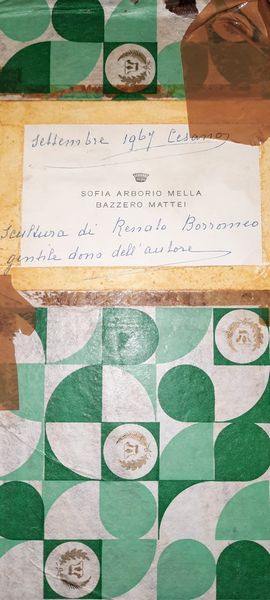 Settembre 1967 Cesano
SOFIA ARBORIO MELLA
BAZZERO MATTEI
Scultura di Renato Borromeo
gentile dono dell'autore